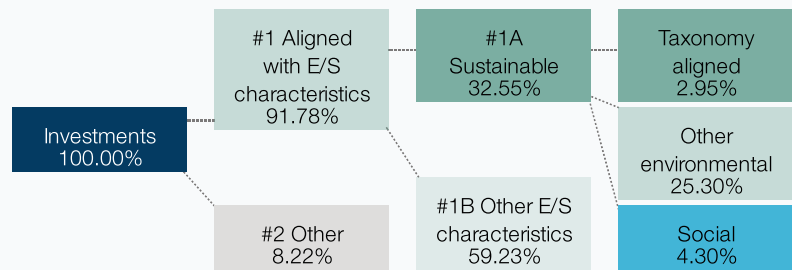 Investments
100.00%
#1 Aligned
with E/S
characteristics
91.78%
#2 Other
8.22%
#1A
Sustainable
32.55%
#1B Other E/S
characteristics
59.23%
Taxonomy
aligned
2.95%
Other
environmental
25.30%
Social
4.30%